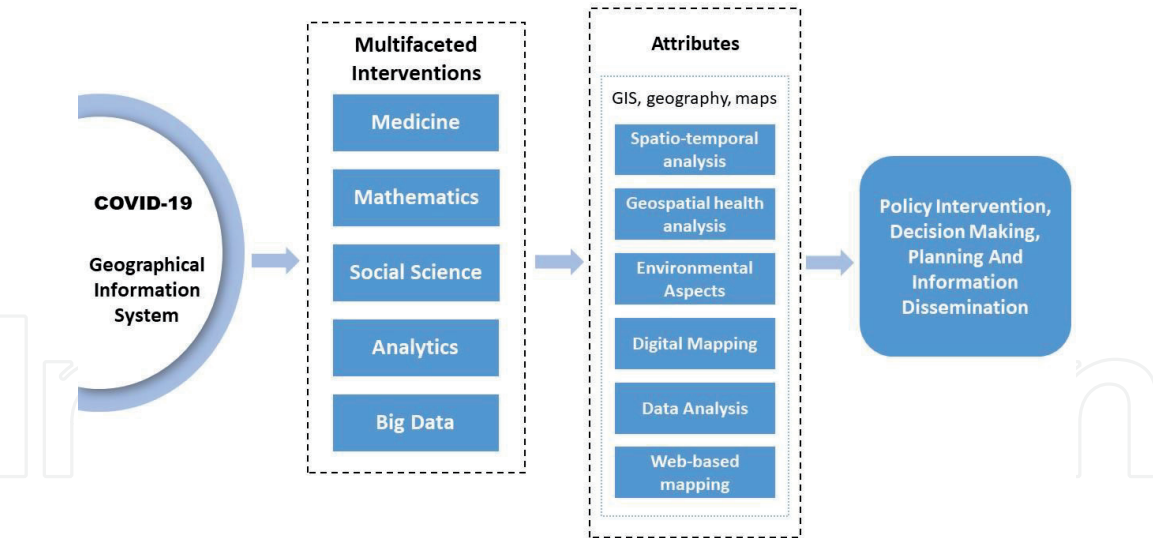 COVID-19
Geographical
Information
System
Multifaceted
Interventions
Medicine
Mathematics
Social Science
Analytics
Big Data
Attributes
GIS, geography, maps
Spatio-temporal
analysis
Geospatial health
analysis
Environmental
Aspects
Digital Mapping
Data Analysis
Web-based
mapping
Policy Intervention,
Decision Making,
Planning And
Information
Dissemination